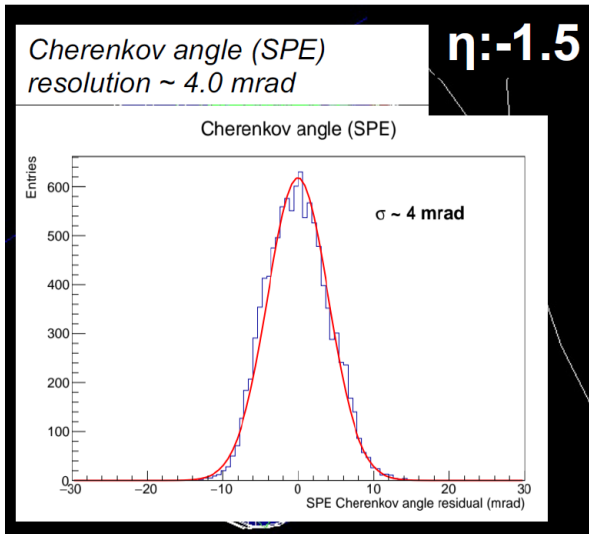 Cherenkov angle (SPE)
resolution ~ 4.0 mrad
η:-1.5
Cherenkov angle (SPE)
Entries
σ ~ 4 mrad
600
500
400
300
200
100
0
−30 −20 −10 0 10 20 30
SPE Cherenkov angle residual (mrad)